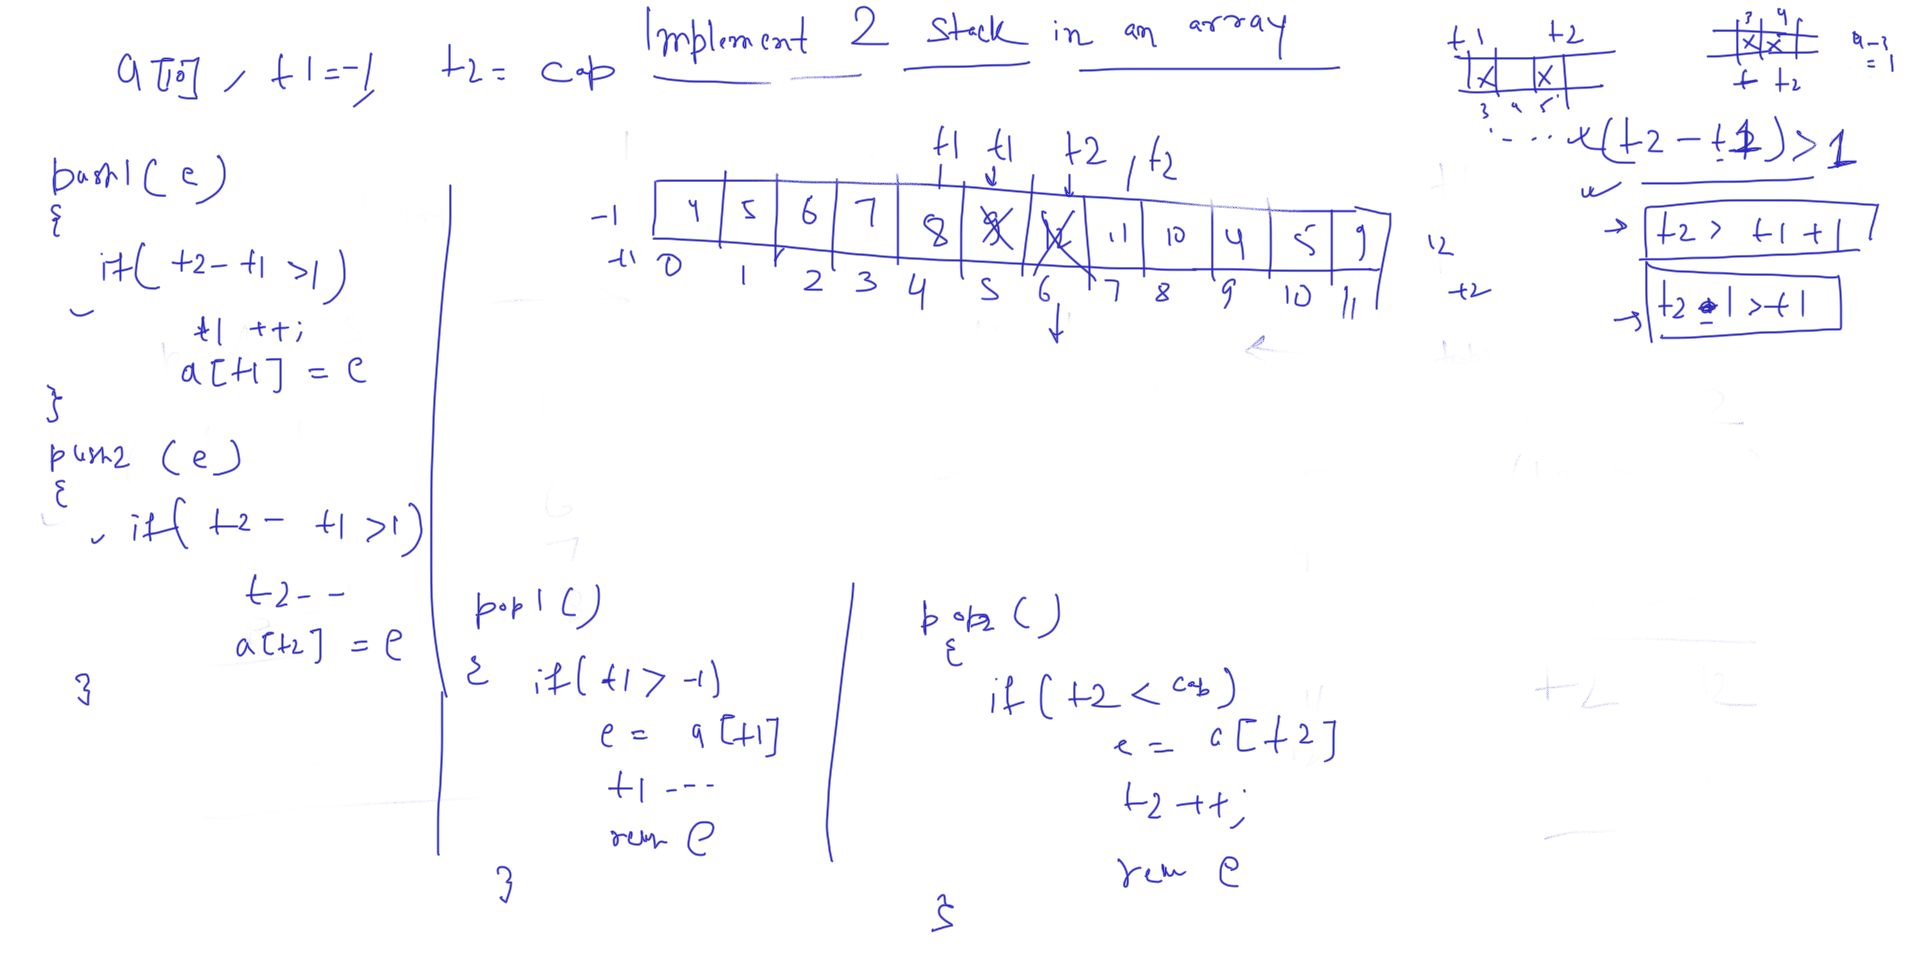 Implement 2 stack in an array
a[10], t1=-1 t2= cap
t1 t2
3 4 5
3 4
t t2
4-3
=1
(t2-t1)>1
t2 > t1+1
t2-1>t1
t1 t1 t2, t2
-1 4 5 6 7 8 11 10 4 5 9 12
t1 0 1 2 3 4 5 6 7 8 9 10 11 t2
push1(e)
{
if( t2-t1 >1)
t1 ++;
a[t1] = e
}
push2 (e)
{
if( t2- t1 >1)
t2--
a[t2] = e
}
pop1()
{ if( t1> -1)
e = a[t1]
t1 ---
e
}
pop2 ()
{
if( t2 < cap)
e = a[t2]
t2 ++;
e
}